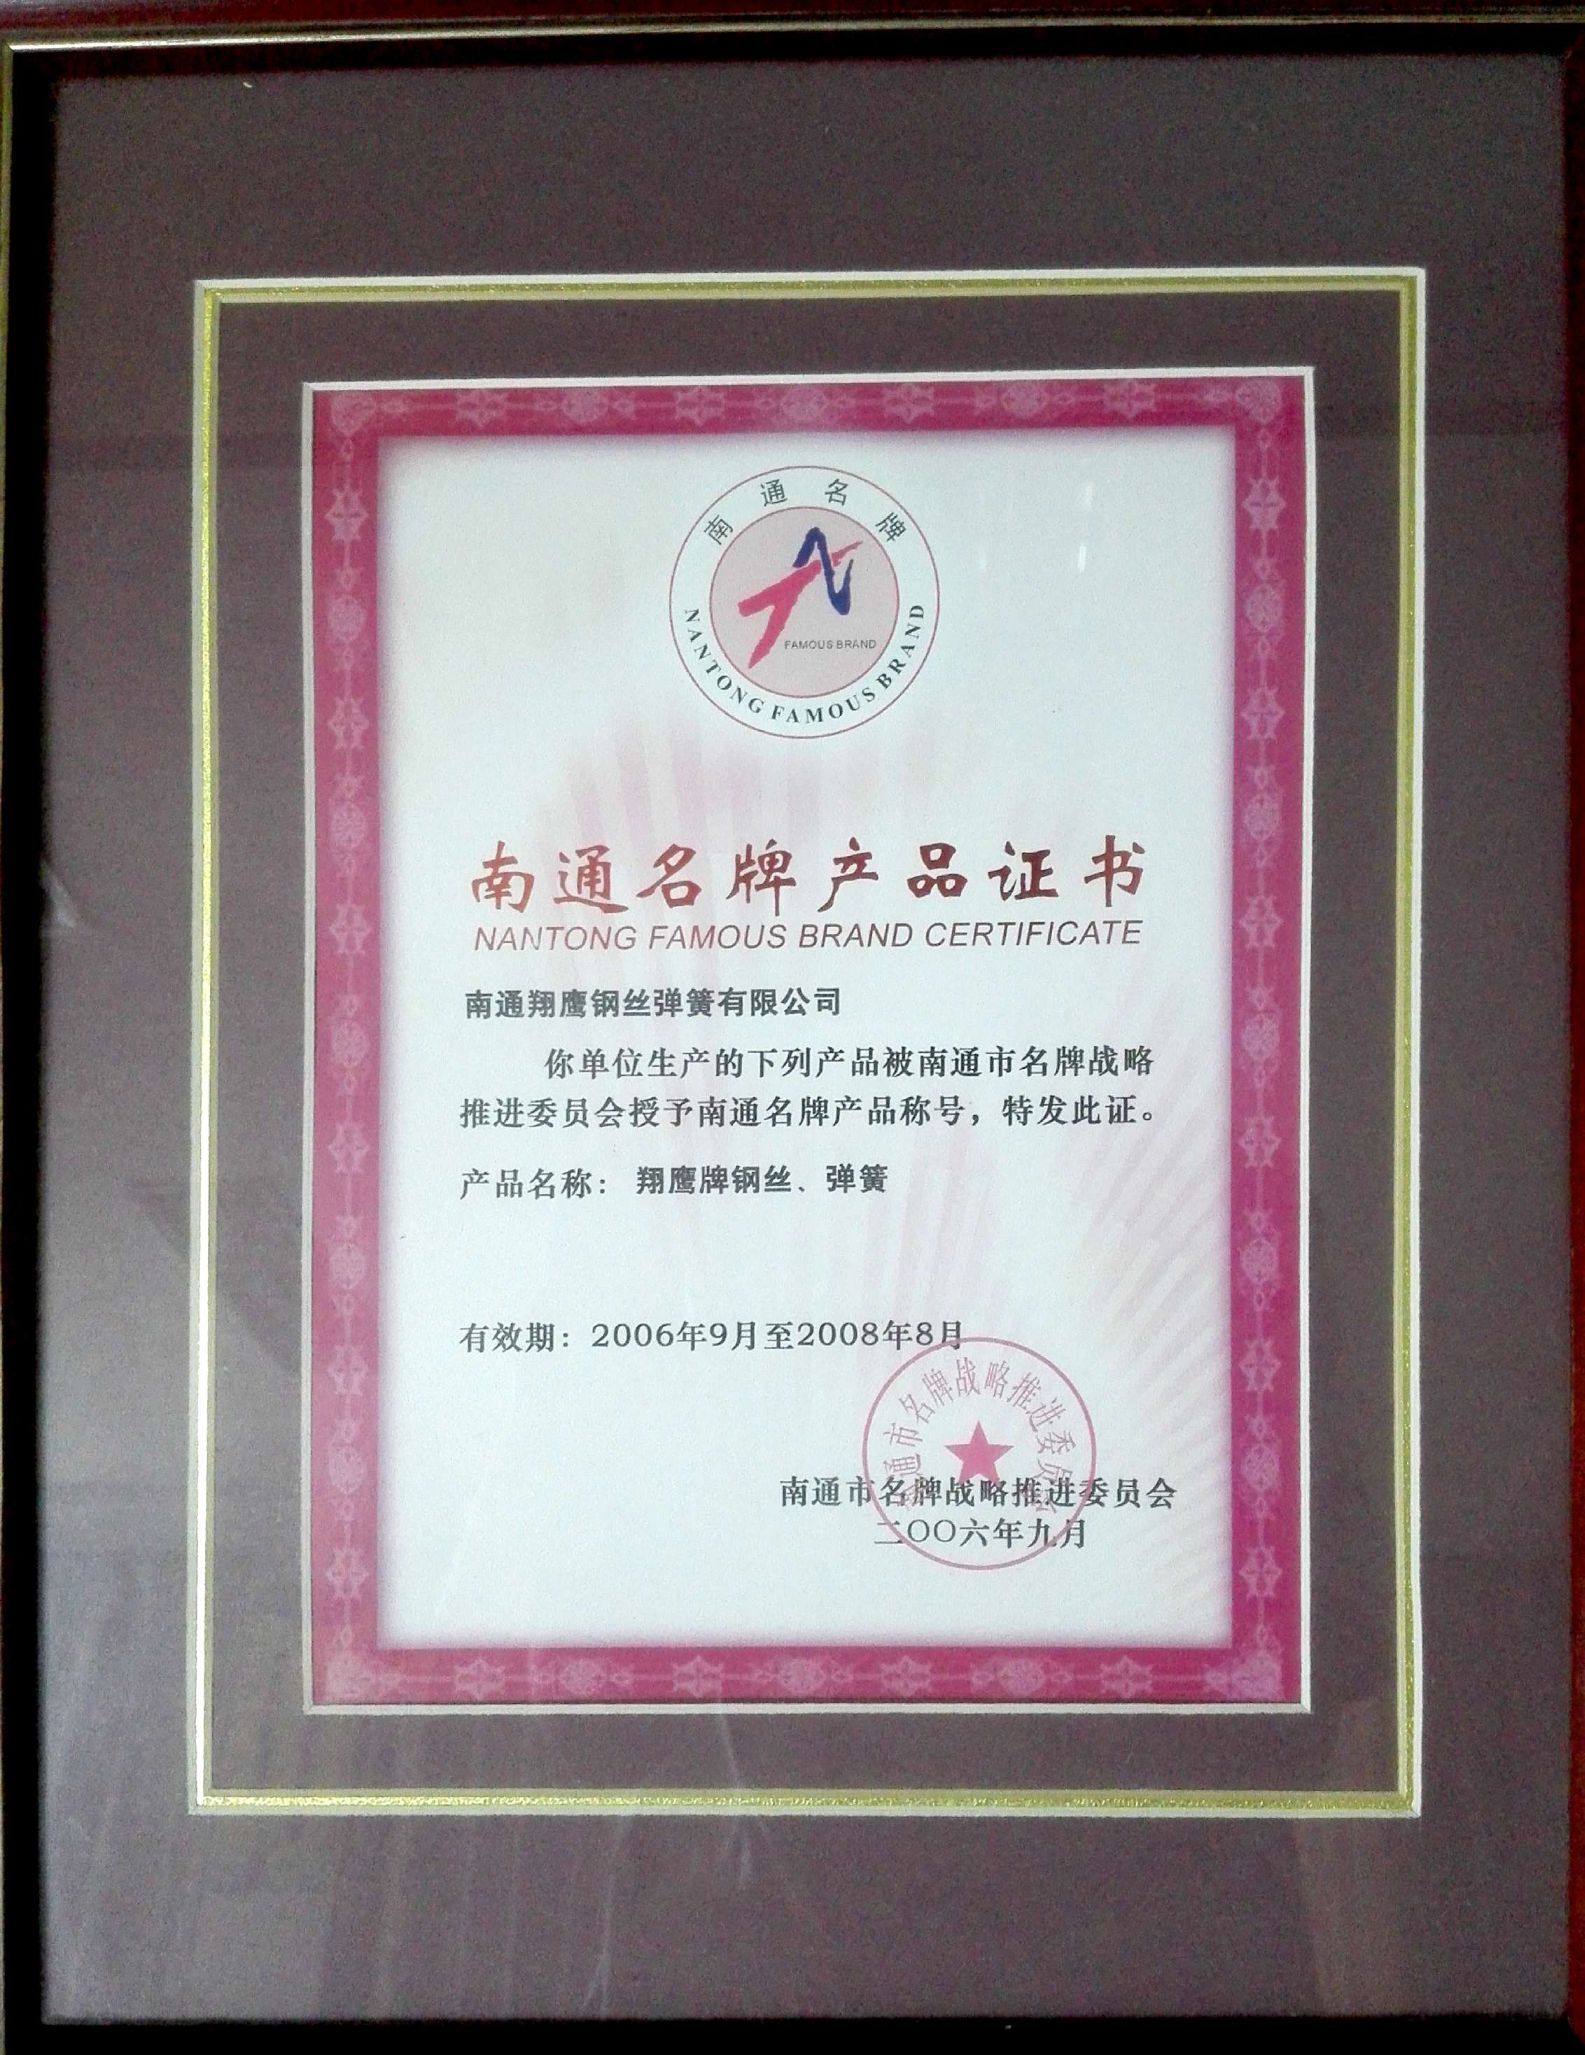 南通名牌
FAMOUS BRAND
NANTONG FAMOUS BRAND
南通名牌产品证书
NANTONG FAMOUS BRAND CERTIFICATE
南通翔鹰钢丝弹簧有限公司
你单位生产的下列产品被南通市名牌战略
推进委员会授予南通名牌产品称号，特发此证。
产品名称：翔鹰牌钢丝、弹簧
有效期：2006年9月至2008年8月
南通市名牌战略推进委员会
南通市名牌战略推进委员会
二〇〇六年九月